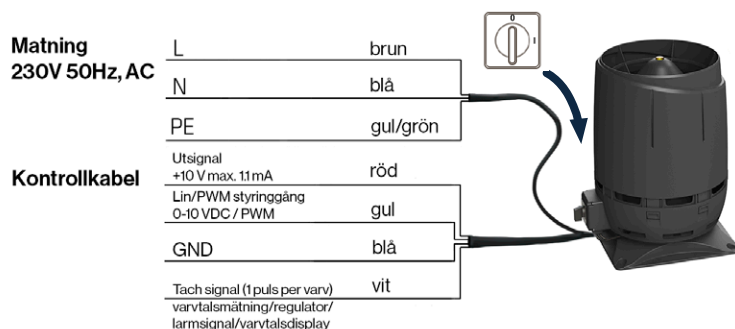 Matning
230V 50Hz, AC
L brun
N blå
PE gul/grön
0
I
Kontrollkabel
Utsignal
+10 V max. 1.1 mA röd
Lin/PWM styringgång
0-10 VDC / PWM gul
GND blå
Tach signal (1 puls per varv) vit
varvtalsmätning/regulator/
larmsignal/varvtalsdisplay